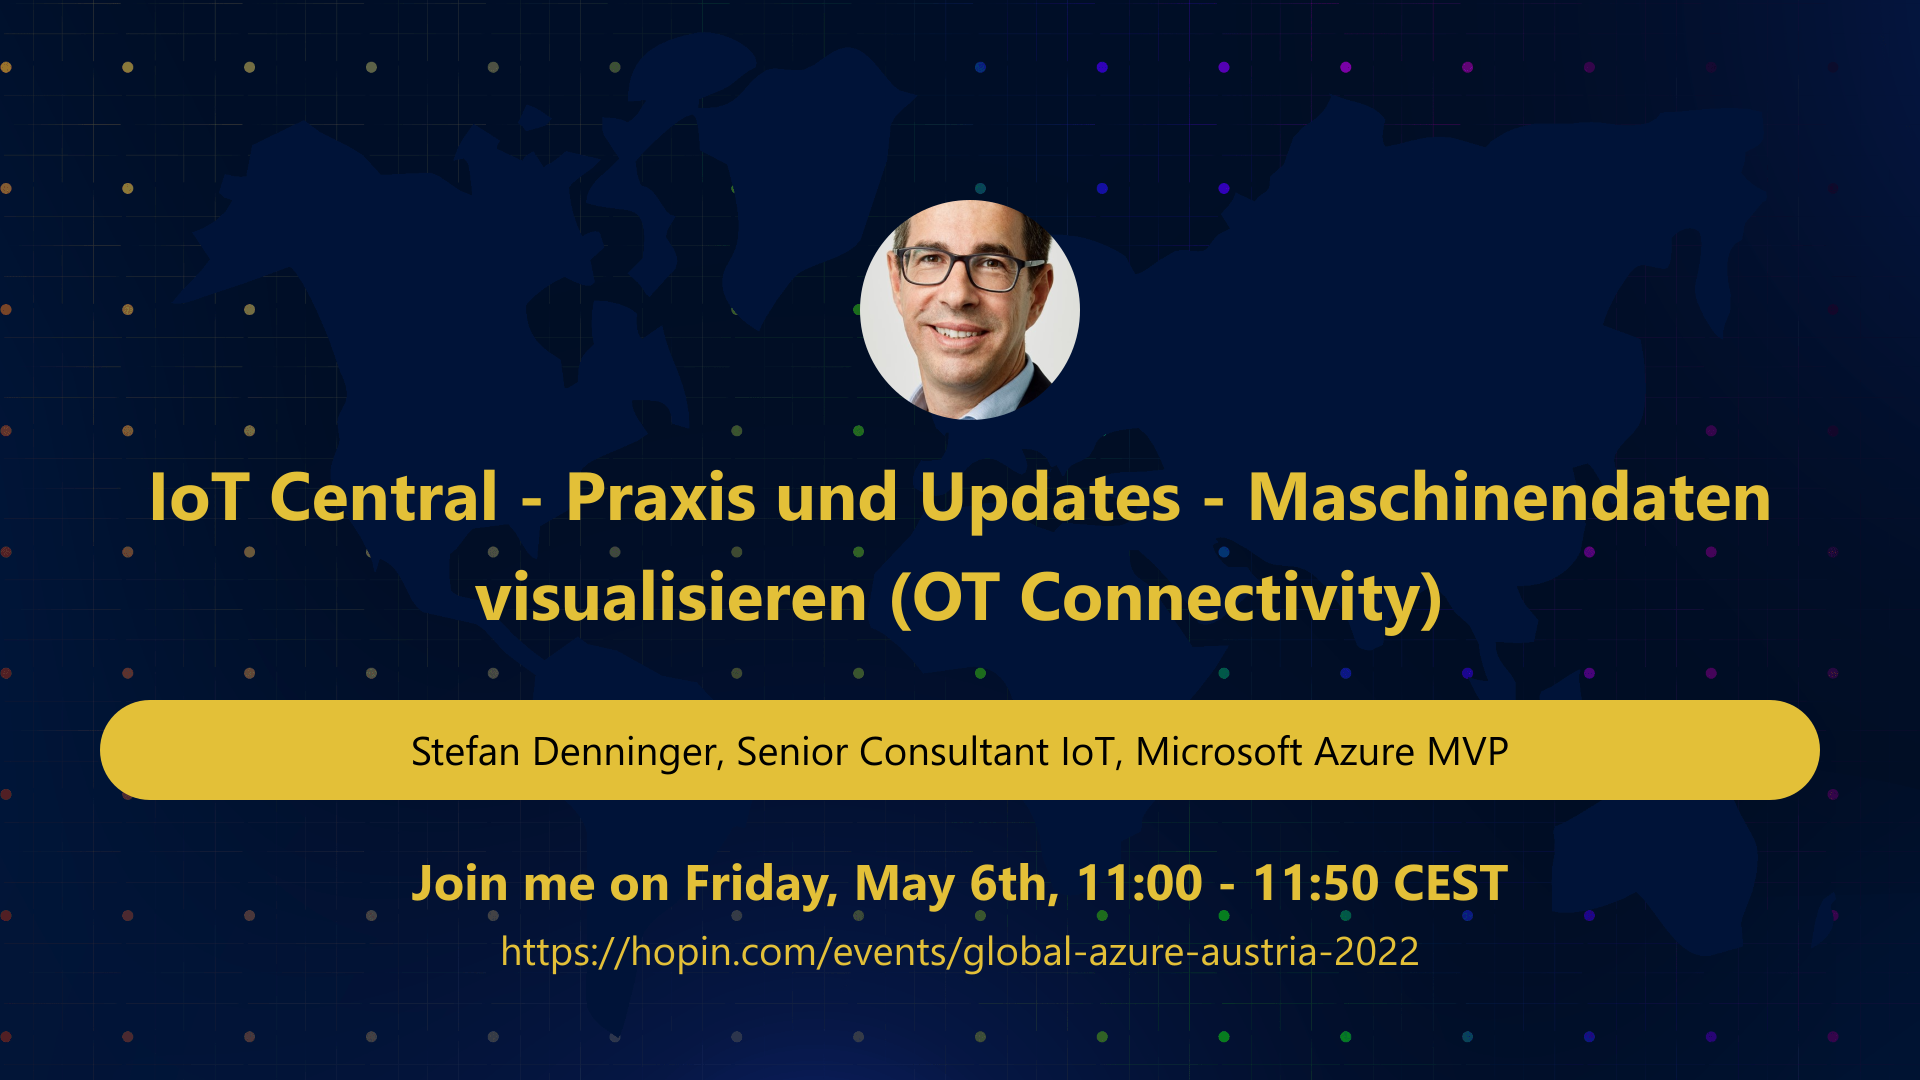 IoT Central - Praxis und Updates - Maschinendaten
visualisieren (OT Connectivity)
Stefan Denninger, Senior Consultant IoT, Microsoft Azure MVP
Join me on Friday, May 6th, 11:00 - 11:50 CEST
https://hopin.com/events/global-azure-austria-2022